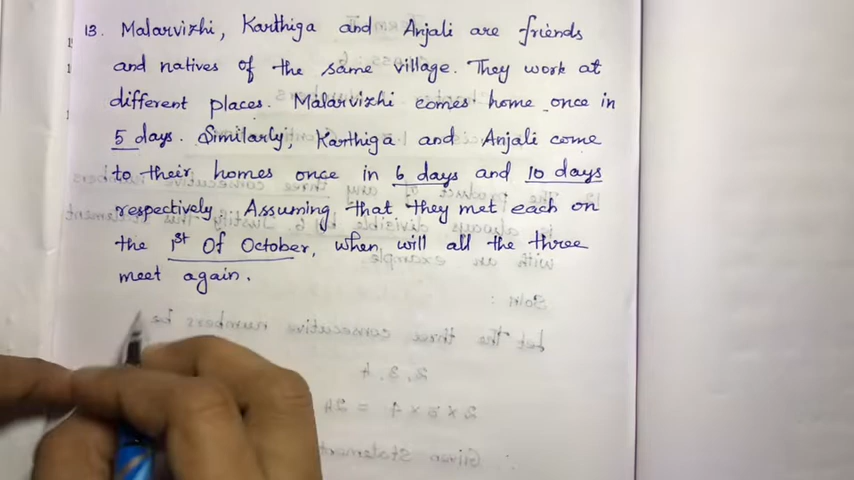 13. Malarvizhi, Karthiga and Anjali are friends
and natives of the same village. They work at
different places. Malarvizhi comes home once in
5 days. Similarly, Karthiga and Anjali come
to their homes once in 6 days and 10 days
respectively. Assuming that they met each on
the 1st Of October, when will all the three
meet again.